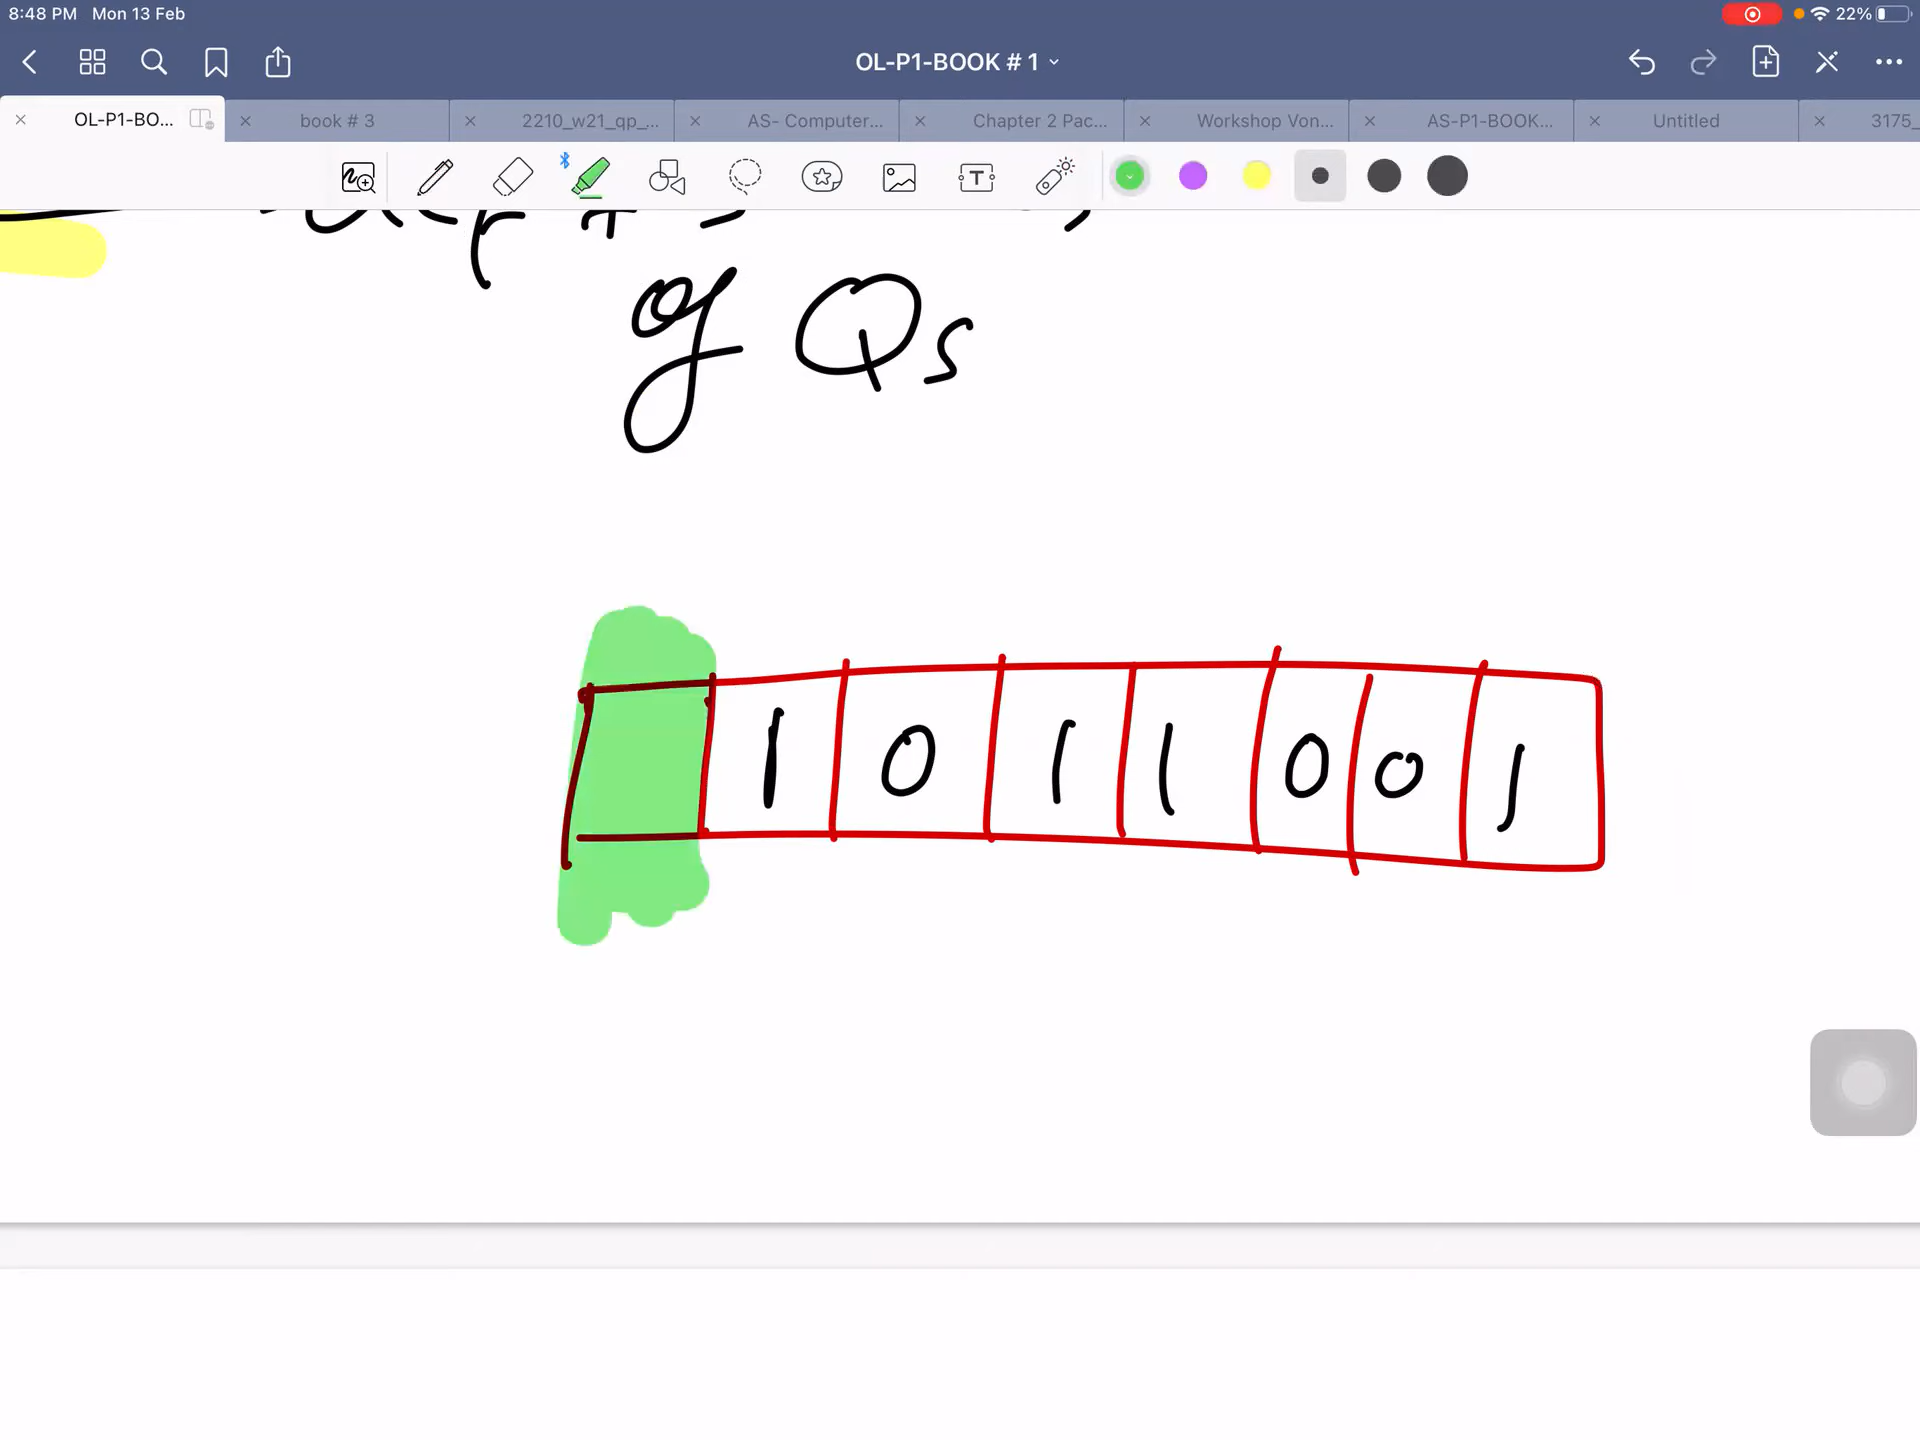 8:48 PM Mon 13 Feb
22%
OL-P1-BOOK # 1
OL-P1-BO...
book # 3
2210_w21_qp_...
AS- Computer...
Chapter 2 Pac...
Workshop Von...
AS-P1-BOOK...
Untitled
3175_
of Qs
1 0 1 1 0 0 1